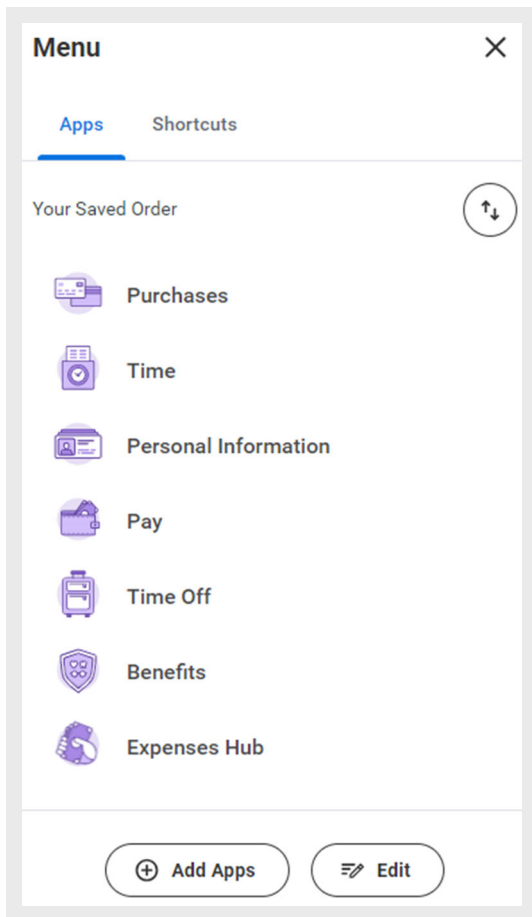 Menu
Apps
Shortcuts
Your Saved Order
Purchases
Time
Personal Information
Pay
Time Off
Benefits
Expenses Hub
Add Apps
Edit